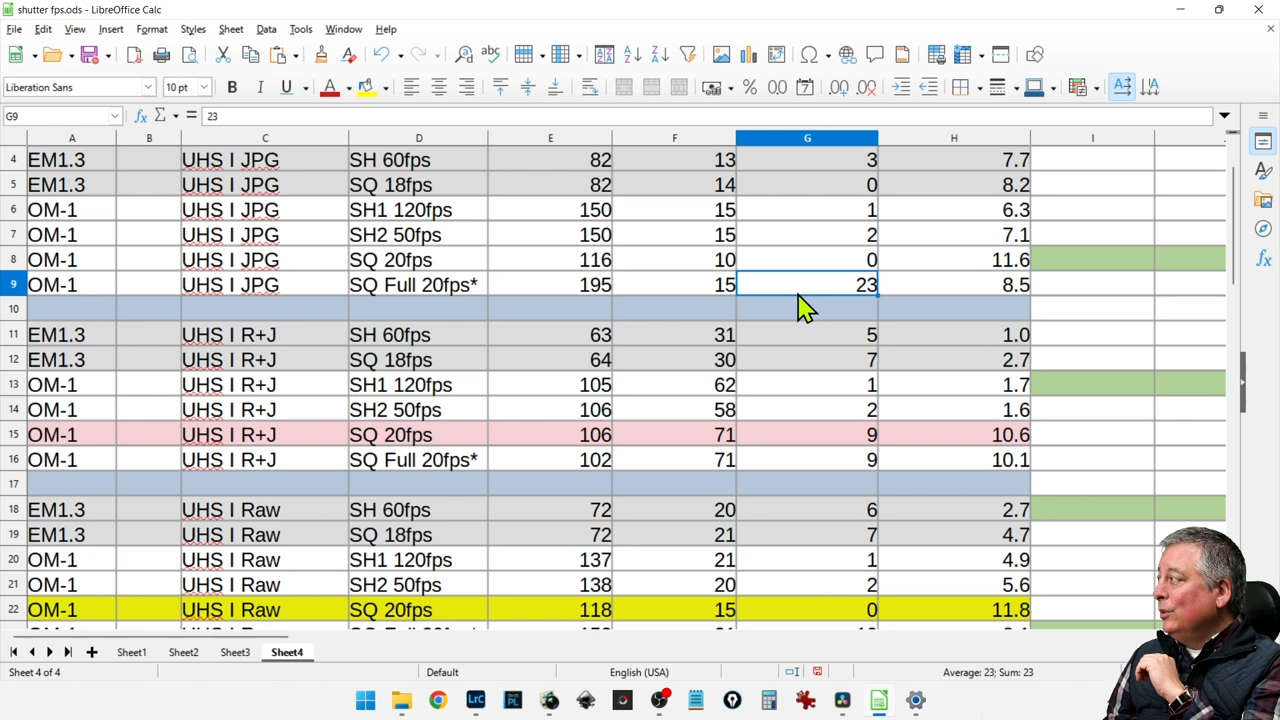 shutter fps.ods - LibreOffice Calc
File Edit View Insert Format Styles Sheet Data Tools Window Help
Liberation Sans 10 pt B I U
G9 23
A B C D E F G H I
4 EM1.3 UHS I JPG SH 60fps 82 13 3 7.7
5 EM1.3 UHS I JPG SQ 18fps 82 14 0 8.2
6 OM-1 UHS I JPG SH1 120fps 150 15 1 6.3
7 OM-1 UHS I JPG SH2 50fps 150 15 2 7.1
8 OM-1 UHS I JPG SQ 20fps 116 10 0 11.6
9 OM-1 UHS I JPG SQ Full 20fps* 195 15 23 8.5
10
11 EM1.3 UHS I R+J SH 60fps 63 31 5 1.0
12 EM1.3 UHS I R+J SQ 18fps 64 30 7 2.7
13 OM-1 UHS I R+J SH1 120fps 105 62 1 1.7
14 OM-1 UHS I R+J SH2 50fps 106 58 2 1.6
15 OM-1 UHS I R+J SQ 20fps 106 71 9 10.6
16 OM-1 UHS I R+J SQ Full 20fps* 102 71 9 10.1
17
18 EM1.3 UHS I Raw SH 60fps 72 20 6 2.7
19 EM1.3 UHS I Raw SQ 18fps 72 21 7 4.7
20 OM-1 UHS I Raw SH1 120fps 137 21 1 4.9
21 OM-1 UHS I Raw SH2 50fps 138 20 2 5.6
22 OM-1 UHS I Raw SQ 20fps 118 15 0 11.8
Sheet1 Sheet2 Sheet3 Sheet4
Sheet 4 of 4 Default English (USA) Average: 23; Sum: 23
LrC PL